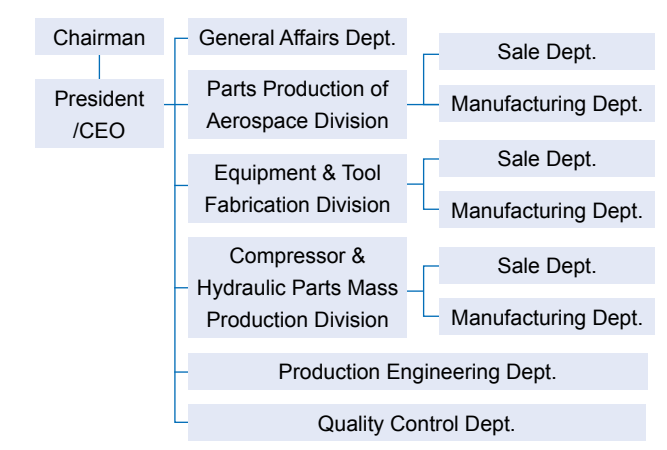 Chairman
President
/CEO
General Affairs Dept.
Parts Production of
Aerospace Division
Sale Dept.
Manufacturing Dept.
Equipment & Tool
Fabrication Division
Sale Dept.
Manufacturing Dept.
Compressor &
Hydraulic Parts Mass
Production Division
Sale Dept.
Manufacturing Dept.
Production Engineering Dept.
Quality Control Dept.